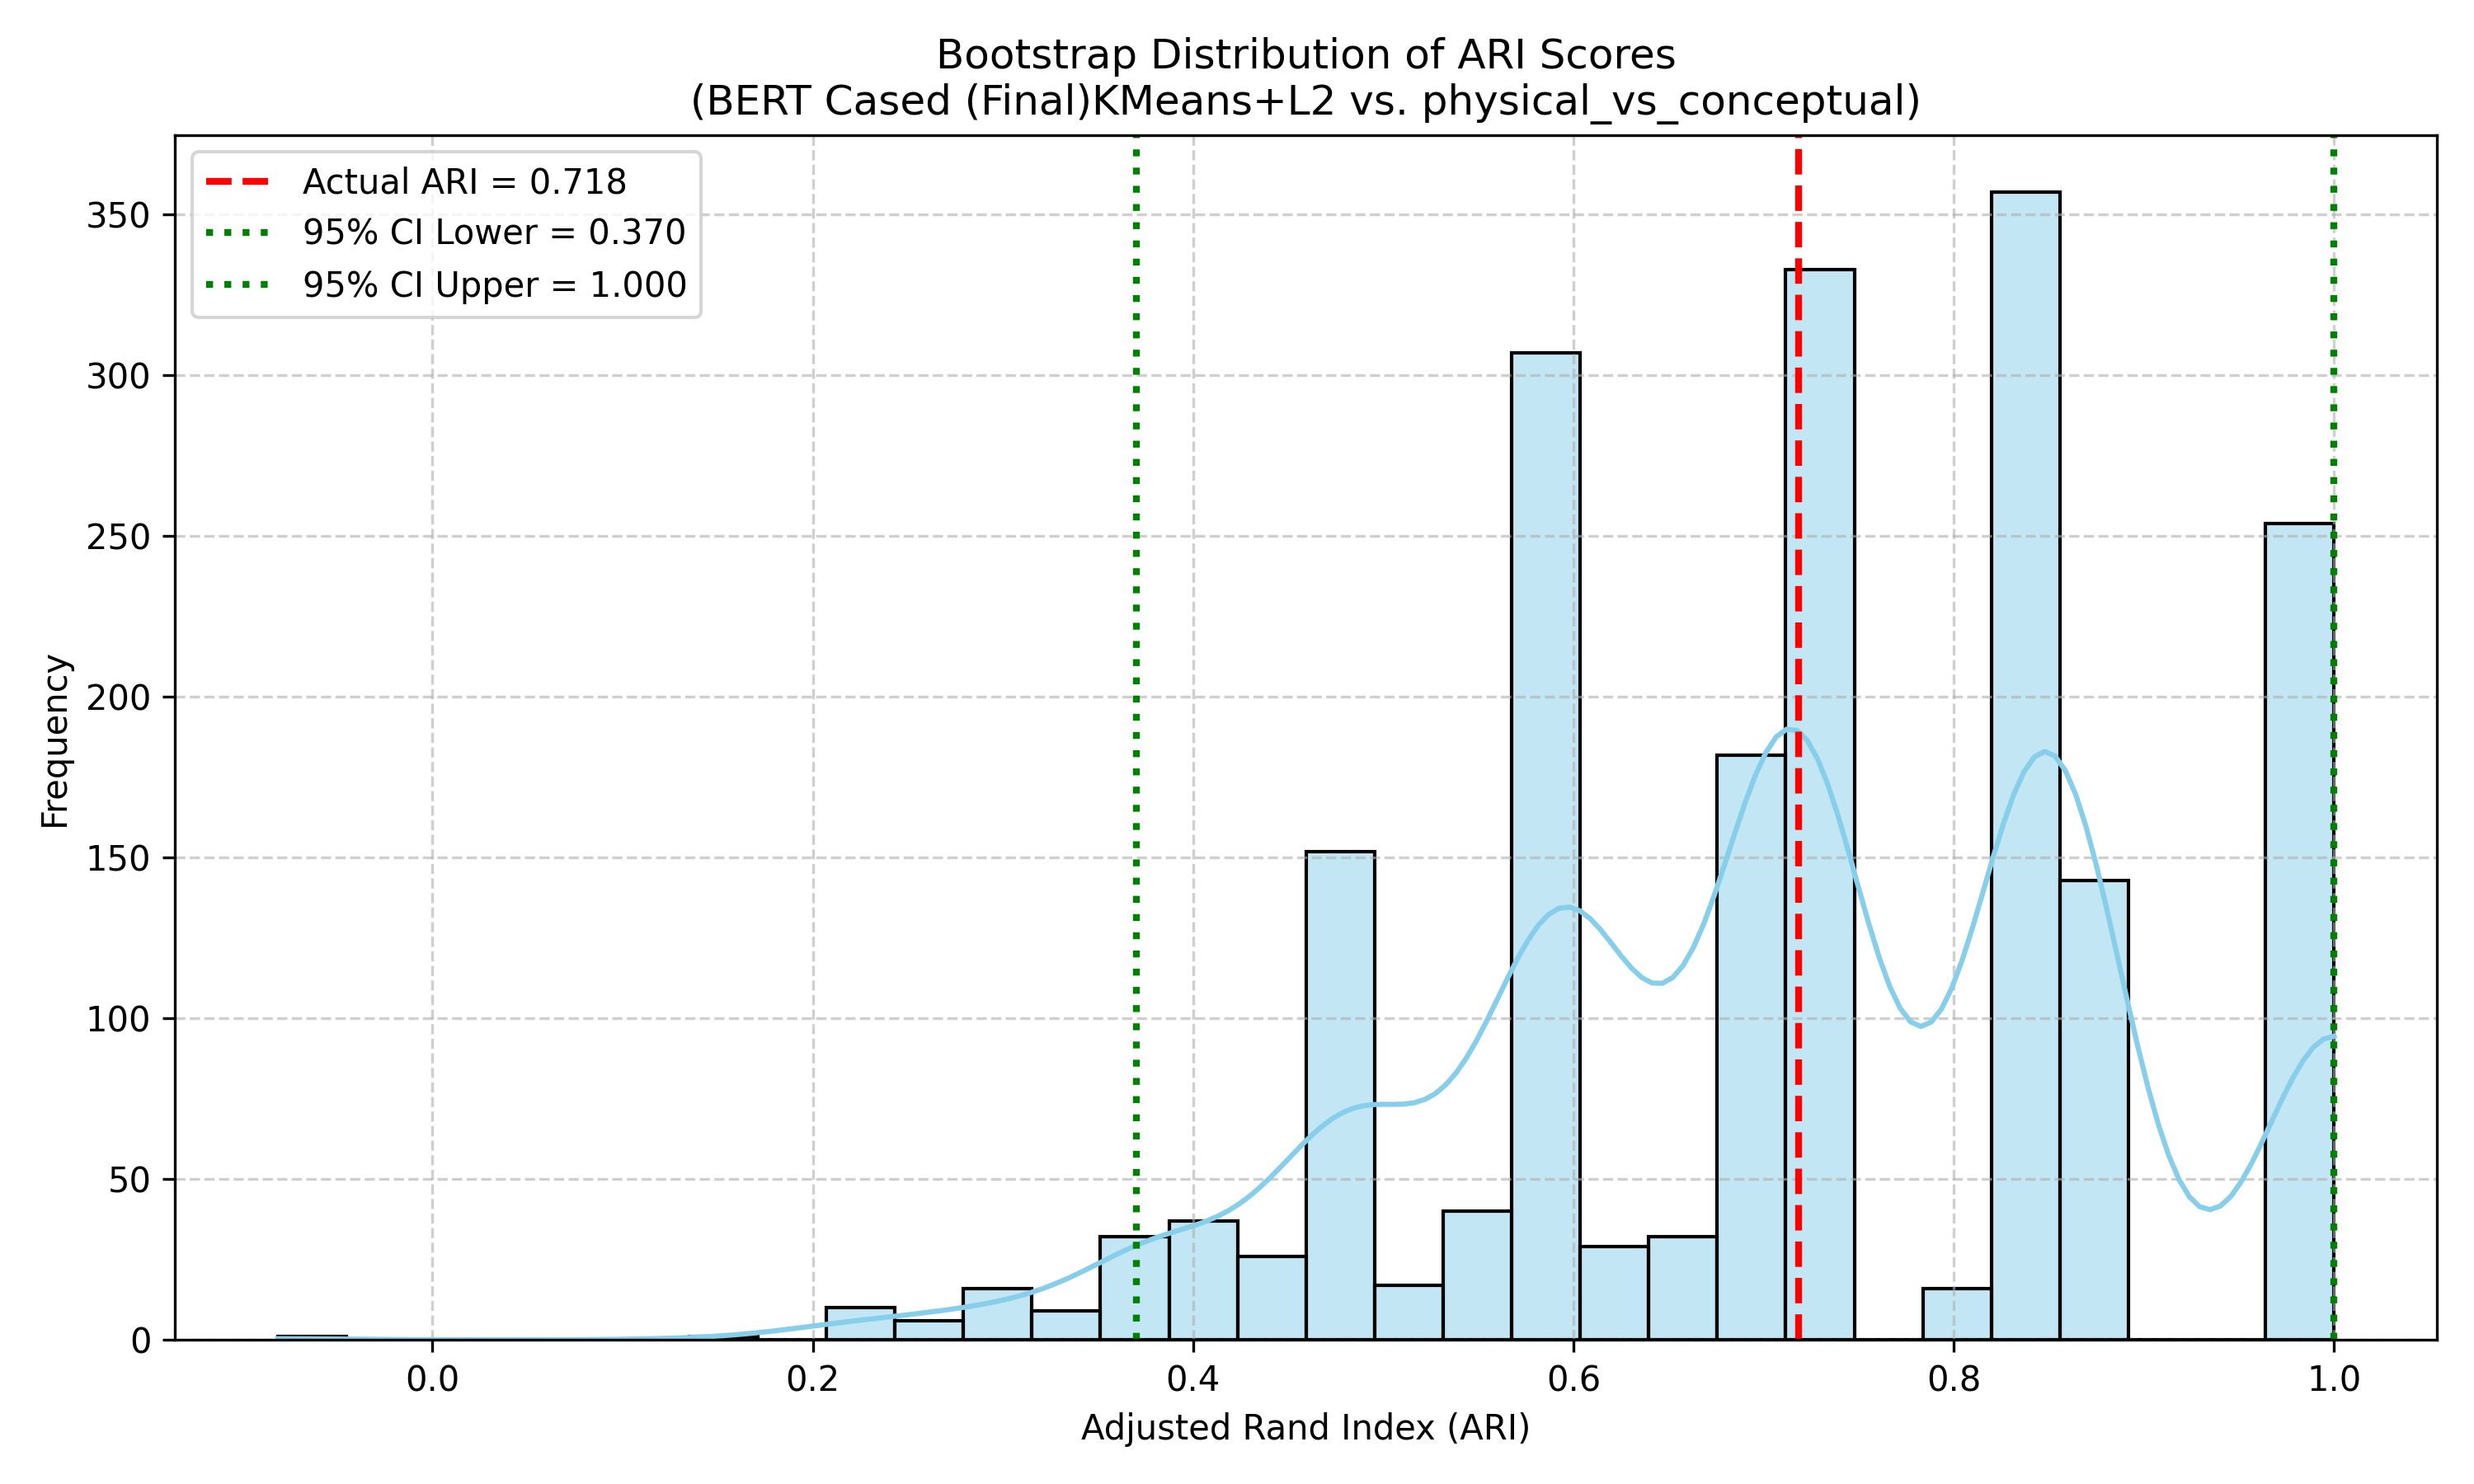 Bootstrap Distribution of ARI Scores
(BERT Cased (Final)KMeans+L2 vs. physical_vs_conceptual)
Actual ARI = 0.718
95% CI Lower = 0.370
95% CI Upper = 1.000
Frequency
350
300
250
200
150
100
50
0
0.0 0.2 0.4 0.6 0.8 1.0
Adjusted Rand Index (ARI)